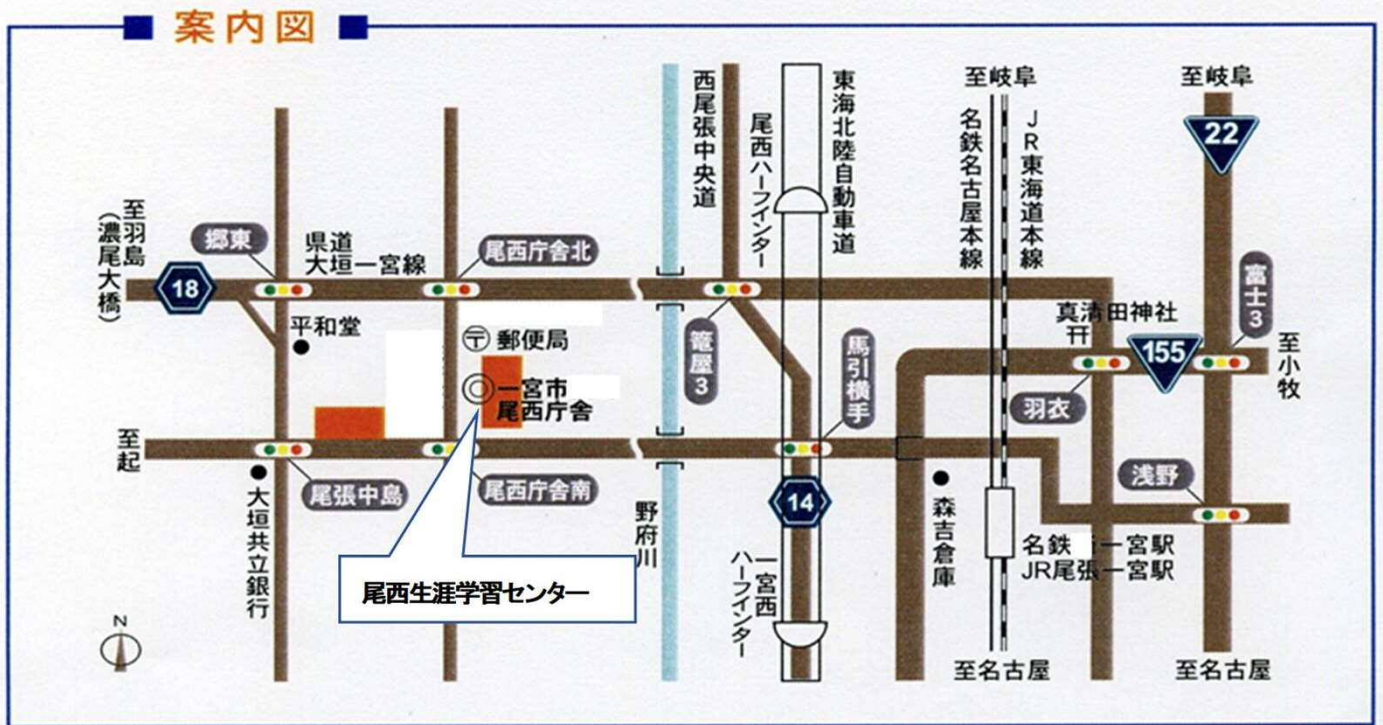 案内図
西尾張中央道
尾西ハーフインター
東海北陸自動車道
至岐阜
名鉄名古屋本線
JR東海道本線
至岐阜
22
至羽島
(濃尾大橋)
18
郷東
県道
大垣一宮線
尾西庁舎北
富士3
平和堂
〒 郵便局
篭屋3
馬引横手
真清田神社
155
至小牧
一宮市
尾西庁舎
羽衣
至起
尾張中島
尾西庁舎南
14
浅野
大垣共立銀行
野府川
森吉倉庫
名鉄 一宮駅
JR尾張一宮駅
尾西生涯学習センター
一宮西
ハーフインター
N
至名古屋
至名古屋